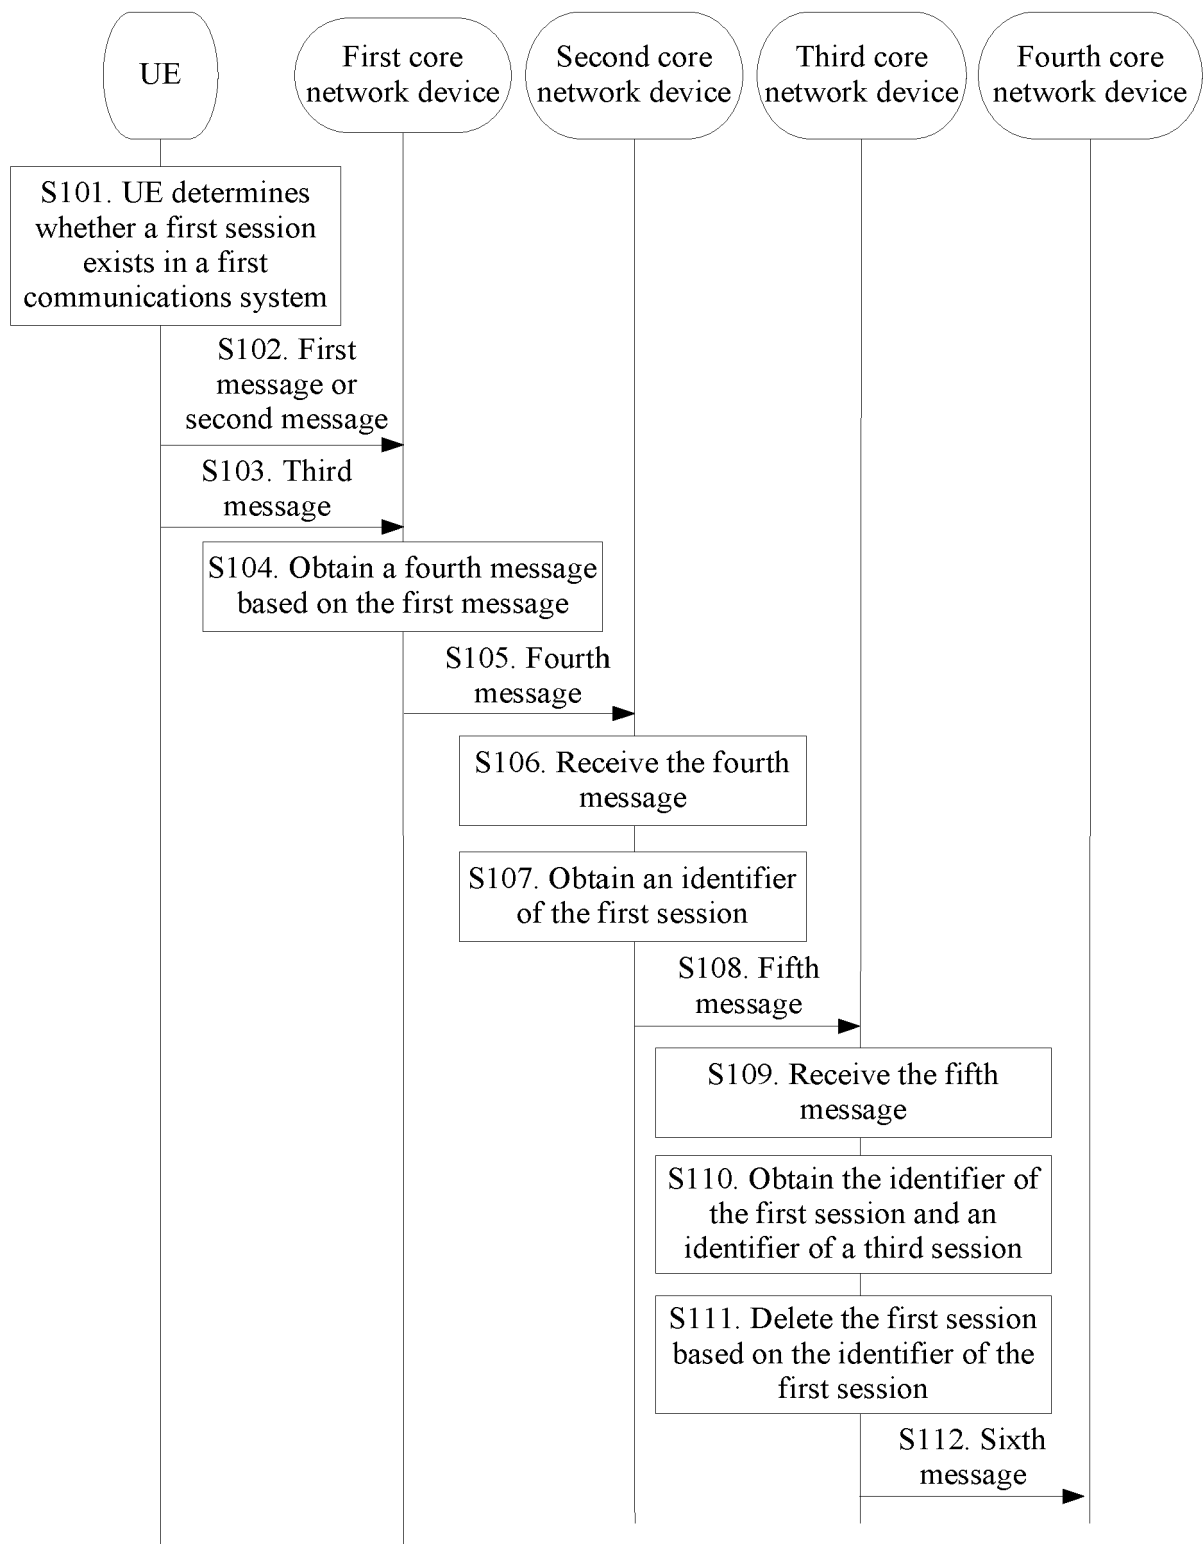 UE
First core
network device
Second core
network device
Third core
network device
Fourth core
network device
S101. UE determines
whether a first session
exists in a first
communications system
S102. First
message or
second message
S103. Third
message
S104. Obtain a fourth message
based on the first message
S105. Fourth
message
S106. Receive the fourth
message
S107. Obtain an identifier
of the first session
S108. Fifth
message
S109. Receive the fifth
message
S110. Obtain the identifier of
the first session and an
identifier of a third session
S111. Delete the first session
based on the identifier of the
first session
S112. Sixth
message